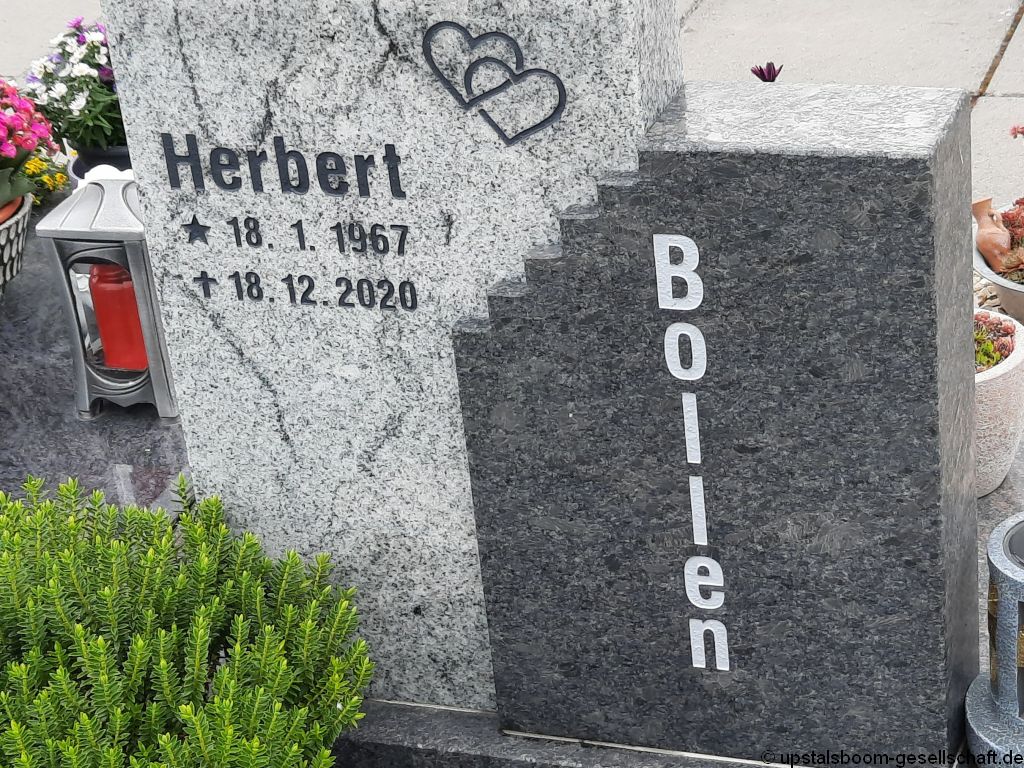 Herbert
★ 18. 1. 1967
✝ 18. 12. 2020
Bollen
© upstalsboom-gesellschaft.de